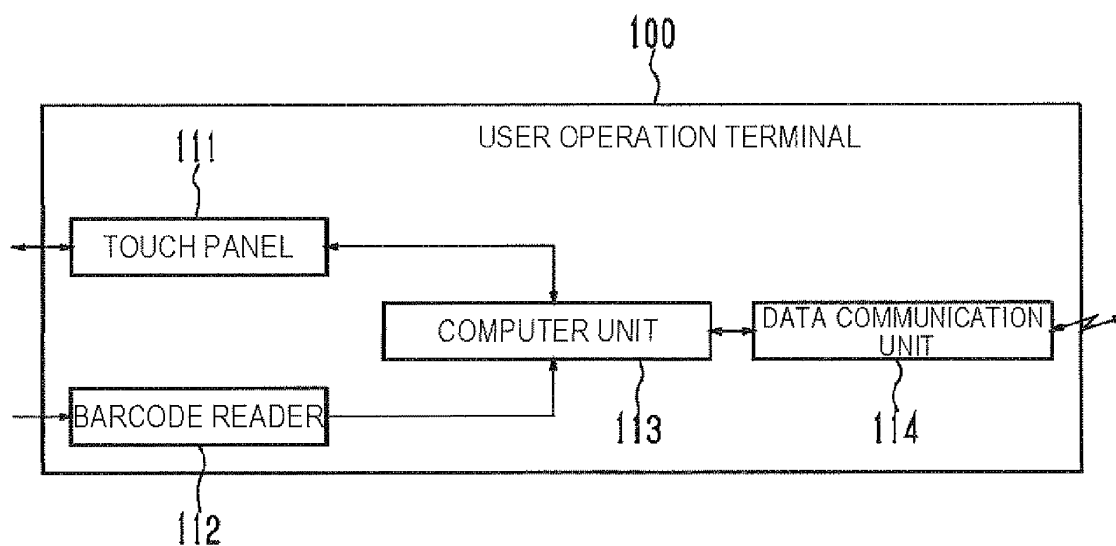 100
USER OPERATION TERMINAL
111
TOUCH PANEL
COMPUTER UNIT
DATA COMMUNICATION
UNIT
BARCODE READER
113
114
112